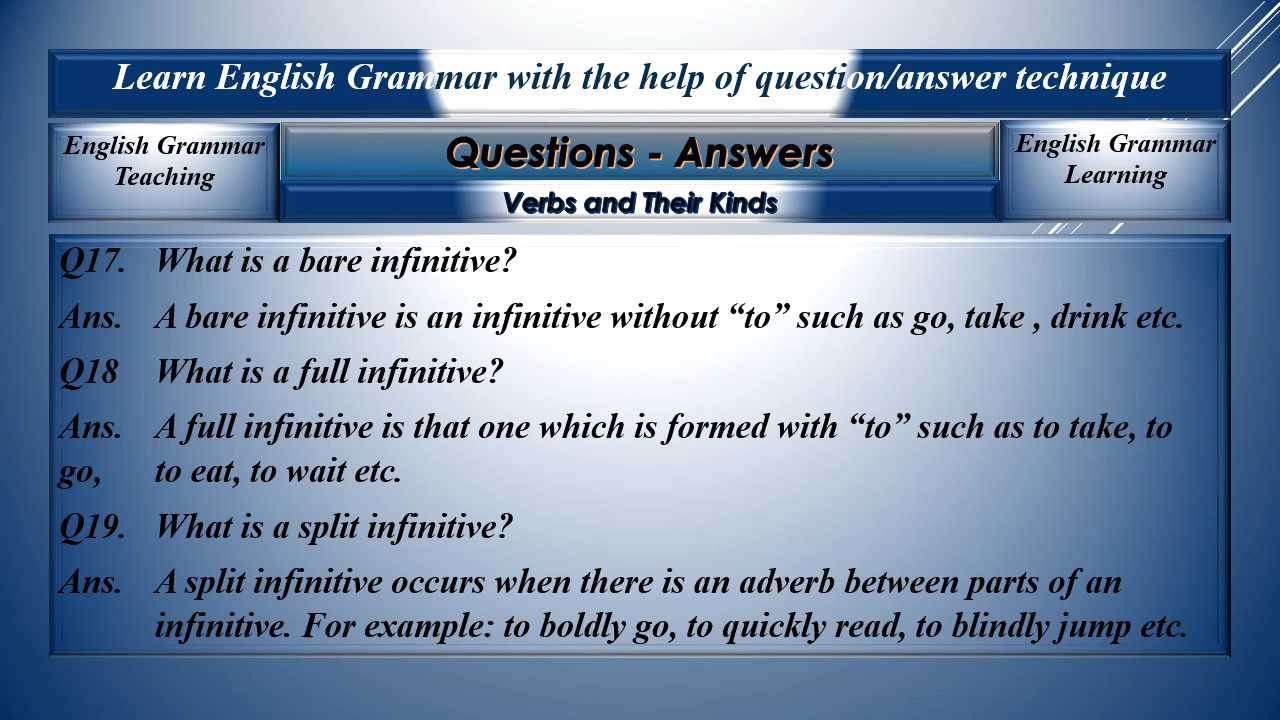 Learn English Grammar with the help of question/answer technique
English Grammar
Teaching
Questions - Answers
Verbs and Their Kinds
English Grammar
Learning
Q17. What is a bare infinitive?
Ans. A bare infinitive is an infinitive without “to” such as go, take , drink etc.
Q18 What is a full infinitive?
Ans. A full infinitive is that one which is formed with “to” such as to take, to
go, to eat, to wait etc.
Q19. What is a split infinitive?
Ans. A split infinitive occurs when there is an adverb between parts of an
infinitive. For example: to boldly go, to quickly read, to blindly jump etc.